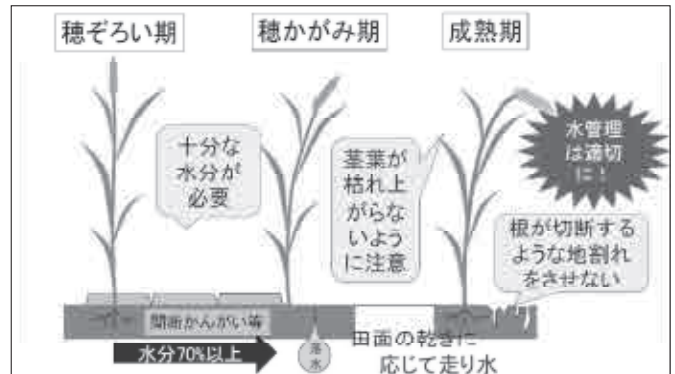 穂ぞろい期
穂かがみ期
成熟期
水管理
は適切
に!
十分な
水分が
必要
茎葉が
枯れ上
がらな
いよう
に注意
根が切断する
ような地割れ
をさせない
間断かんがい等
水分70%以上
落
水
田面の乾きに
応じて走り水